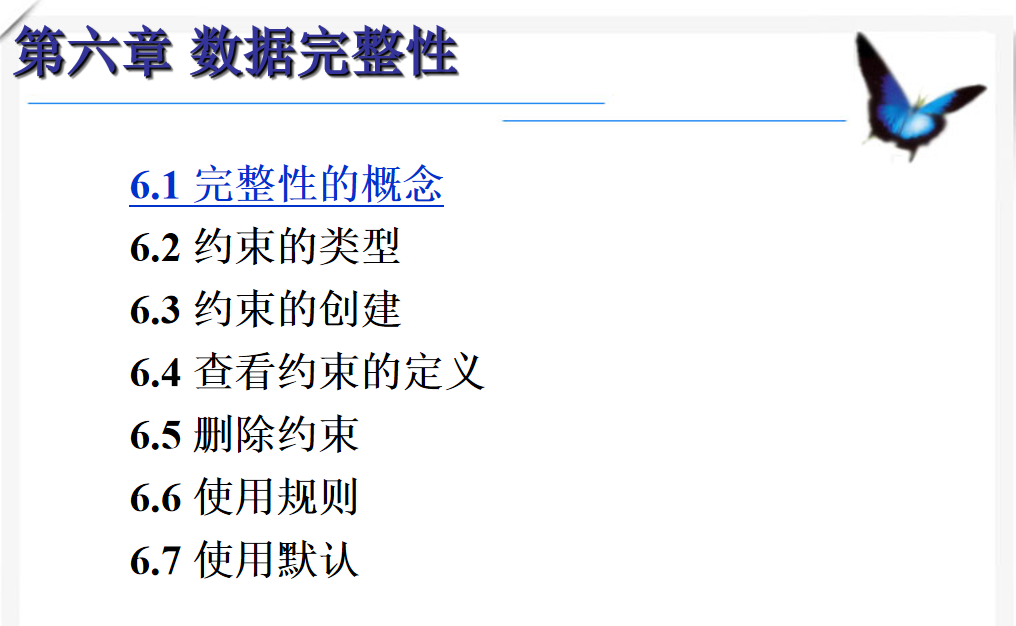 第六章 数据完整性
6.1 完整性的概念
6.2 约束的类型
6.3 约束的创建
6.4 查看约束的定义
6.5 删除约束
6.6 使用规则
6.7 使用默认